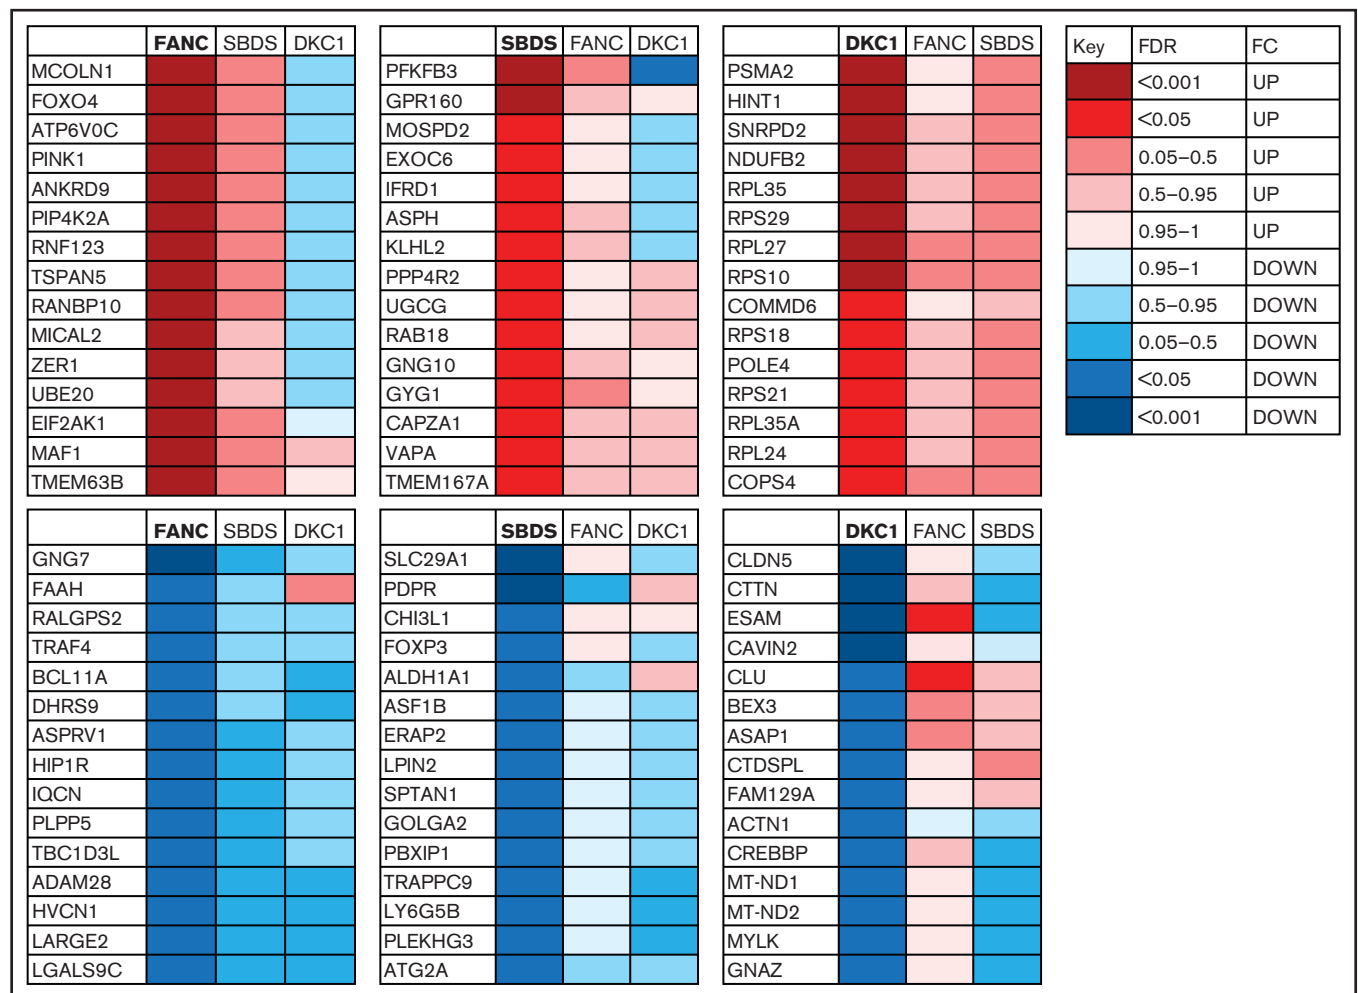 FANC SBDS DKC1
MCOLN1
FOXO4
ATP6V0C
PINK1
ANKRD9
PIP4K2A
RNF123
TSPAN5
RANBP10
MICAL2
ZER1
UBE20
EIF2AK1
MAF1
TMEM63B
SBDS FANC DKC1
PFKFB3
GPR160
MOSPD2
EXOC6
IFRD1
ASPH
KLHL2
PPP4R2
UGCG
RAB18
GNG10
GYG1
CAPZA1
VAPA
TMEM167A
DKC1 FANC SBDS
PSMA2
HINT1
SNRPD2
NDUFB2
RPL35
RPS29
RPL27
RPS10
COMMD6
RPS18
POLE4
RPS21
RPL35A
RPL24
COPS4
Key FDR FC
<0.001 UP
<0.05 UP
0.05–0.5 UP
0.5–0.95 UP
0.95–1 UP
0.95–1 DOWN
0.5–0.95 DOWN
0.05–0.5 DOWN
<0.05 DOWN
<0.001 DOWN
FANC SBDS DKC1
GNG7
FAAH
RALGPS2
TRAF4
BCL11A
DHRS9
ASPRV1
HIP1R
IQCN
PLPP5
TBC1D3L
ADAM28
HVCN1
LARGE2
LGALS9C
SBDS FANC DKC1
SLC29A1
PDPR
CHI3L1
FOXP3
ALDH1A1
ASF1B
ERAP2
LPIN2
SPTAN1
GOLGA2
PBXIP1
TRAPPC9
LY6G5B
PLEKHG3
ATG2A
DKC1 FANC SBDS
CLDN5
CTTN
ESAM
CAVIN2
CLU
BEX3
ASAP1
CTDSPL
FAM129A
ACTN1
CREBBP
MT-ND1
MT-ND2
MYLK
GNAZ